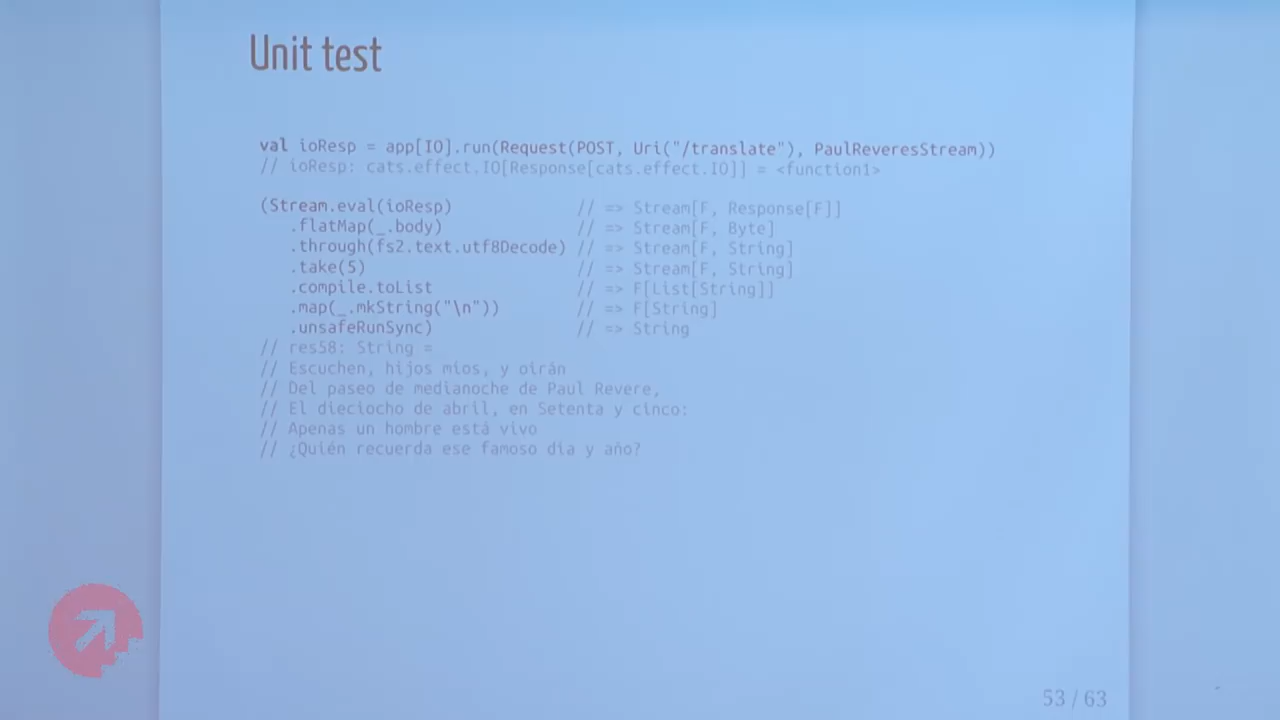 Unit test
val ioResp = app[IO].run(Request(POST, Uri("/translate"), PaulReveresStream))
// ioResp: cats.effect.IO[Response[cats.effect.IO]] = <function1>
(Stream.eval(ioResp) // => Stream[F, Response[F]]
.flatMap(_.body) // => Stream[F, Byte]
.through(fs2.text.utf8Decode) // => Stream[F, String]
.take(5) // => Stream[F, String]
.compile.toList // => F[List[String]]
.map(_.mkString("\n")) // => F[String]
.unsafeRunSync) // => String
// res58: String =
// Escuchen, hijos míos, y oirán
// Del paseo de medianoche de Paul Revere,
// El dieciocho de abril, en Setenta y cinco:
// Apenas un hombre está vivo
// ¿Quién recuerda ese famoso día y año?
53 / 63